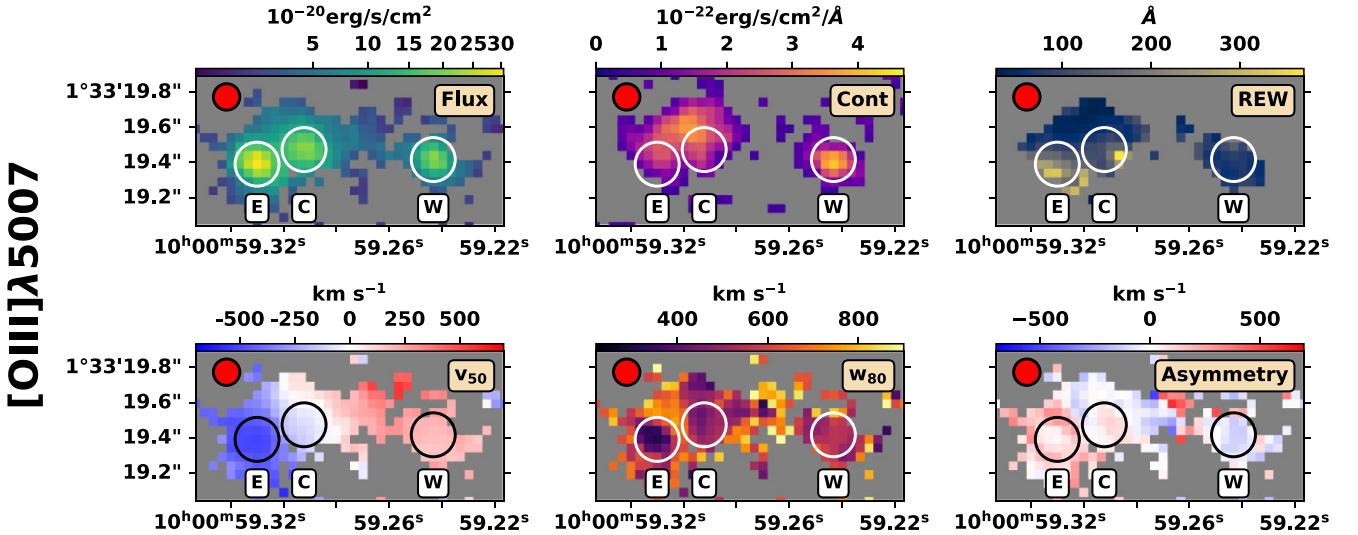 [OIII]λ5007
10⁻²⁰erg/s/cm²
5 10 15 20 25 30
Flux
1°33'19.8"
19.6"
19.4"
19.2"
E C W
10ʰ00ᵐ59.32ˢ 59.26ˢ 59.22ˢ
10⁻²²erg/s/cm²/Å
0 1 2 3 4
Cont
E C W
10ʰ00ᵐ59.32ˢ 59.26ˢ 59.22ˢ
Å
100 200 300
REW
E C W
10ʰ00ᵐ59.32ˢ 59.26ˢ 59.22ˢ
km s⁻¹
-500 -250 0 250 500
v₅₀
1°33'19.8"
19.6"
19.4"
19.2"
E C W
10ʰ00ᵐ59.32ˢ 59.26ˢ 59.22ˢ
km s⁻¹
400 600 800
w₈₀
E C W
10ʰ00ᵐ59.32ˢ 59.26ˢ 59.22ˢ
km s⁻¹
−500 0 500
Asymmetry
E C W
10ʰ00ᵐ59.32ˢ 59.26ˢ 59.22ˢ